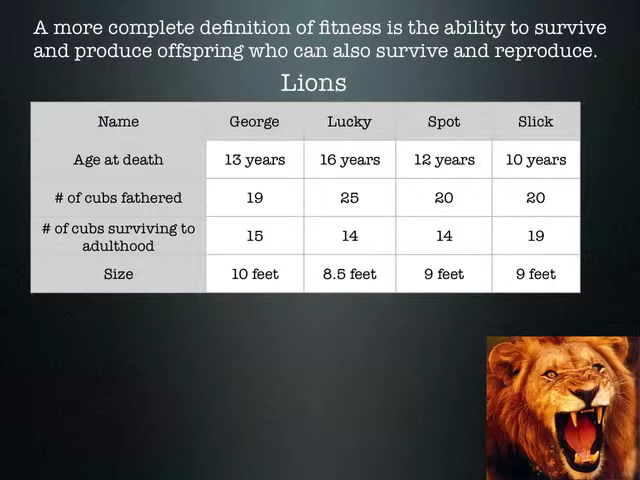 A more complete definition of fitness is the ability to survive
and produce offspring who can also survive and reproduce.
Lions
Name George Lucky Spot Slick
Age at death 13 years 16 years 12 years 10 years
# of cubs fathered 19 25 20 20
# of cubs surviving to
adulthood 15 14 14 19
Size 10 feet 8.5 feet 9 feet 9 feet